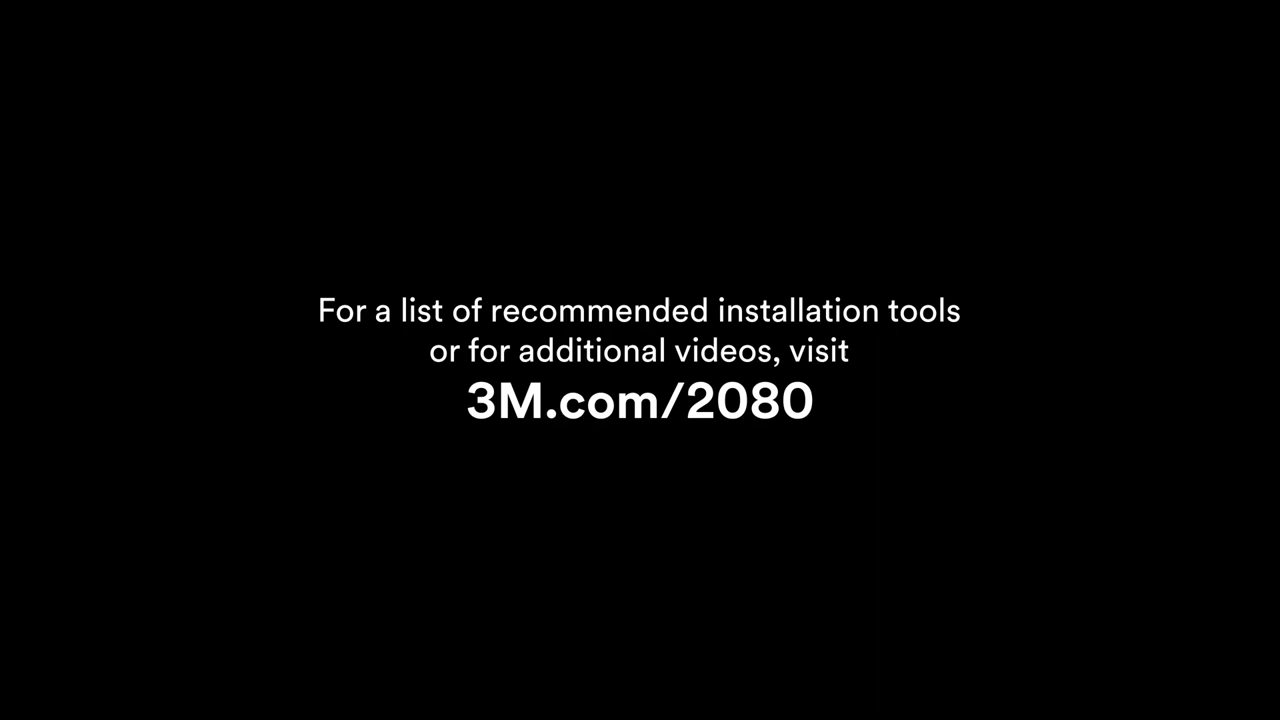 For a list of recommended installation tools
or for additional videos, visit
3M.com/2080